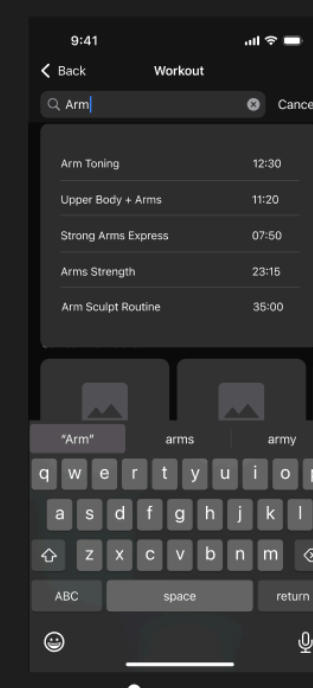 9:41
Back Workout
Arm Cance
Arm Toning 12:30
Upper Body + Arms 11:20
Strong Arms Express 07:50
Arms Strength 23:15
Arm Sculpt Routine 35:00
“Arm” arms army
q w e r t y u i o p
a s d f g h j k l
z x c v b n m
ABC space return